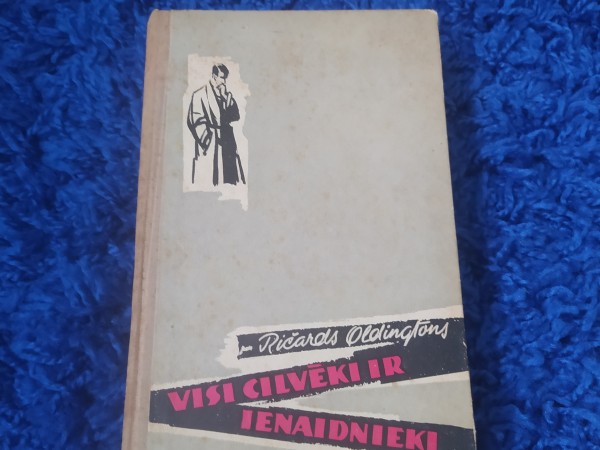 Ričards Oldingtons
VISI CILVĒKI IR
IENAIDNIEKI